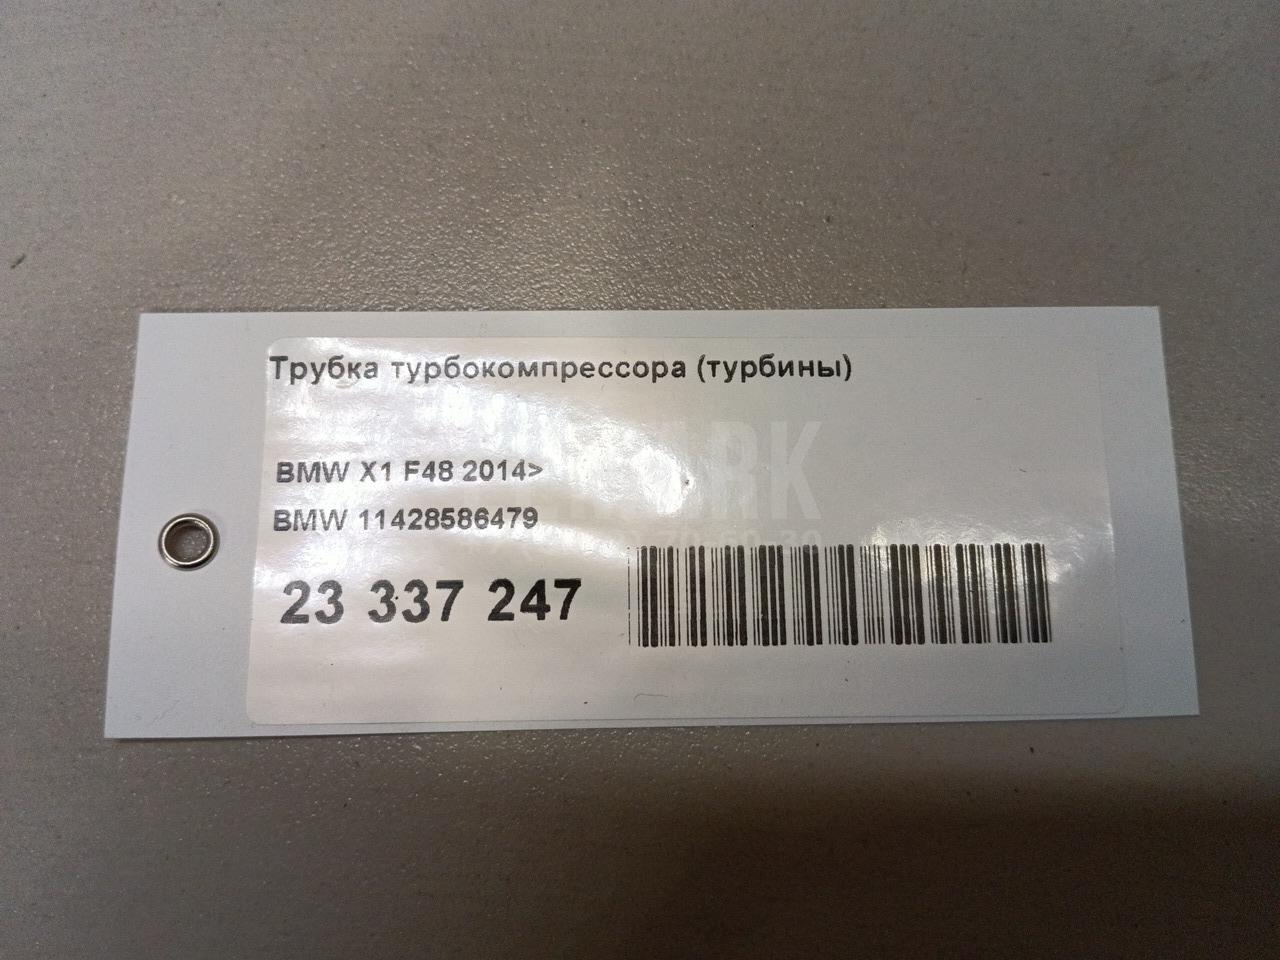 Трубка турбокомпрессора (турбины)
BMW X1 F48 2014>
BMW 11428586479
23 337 247